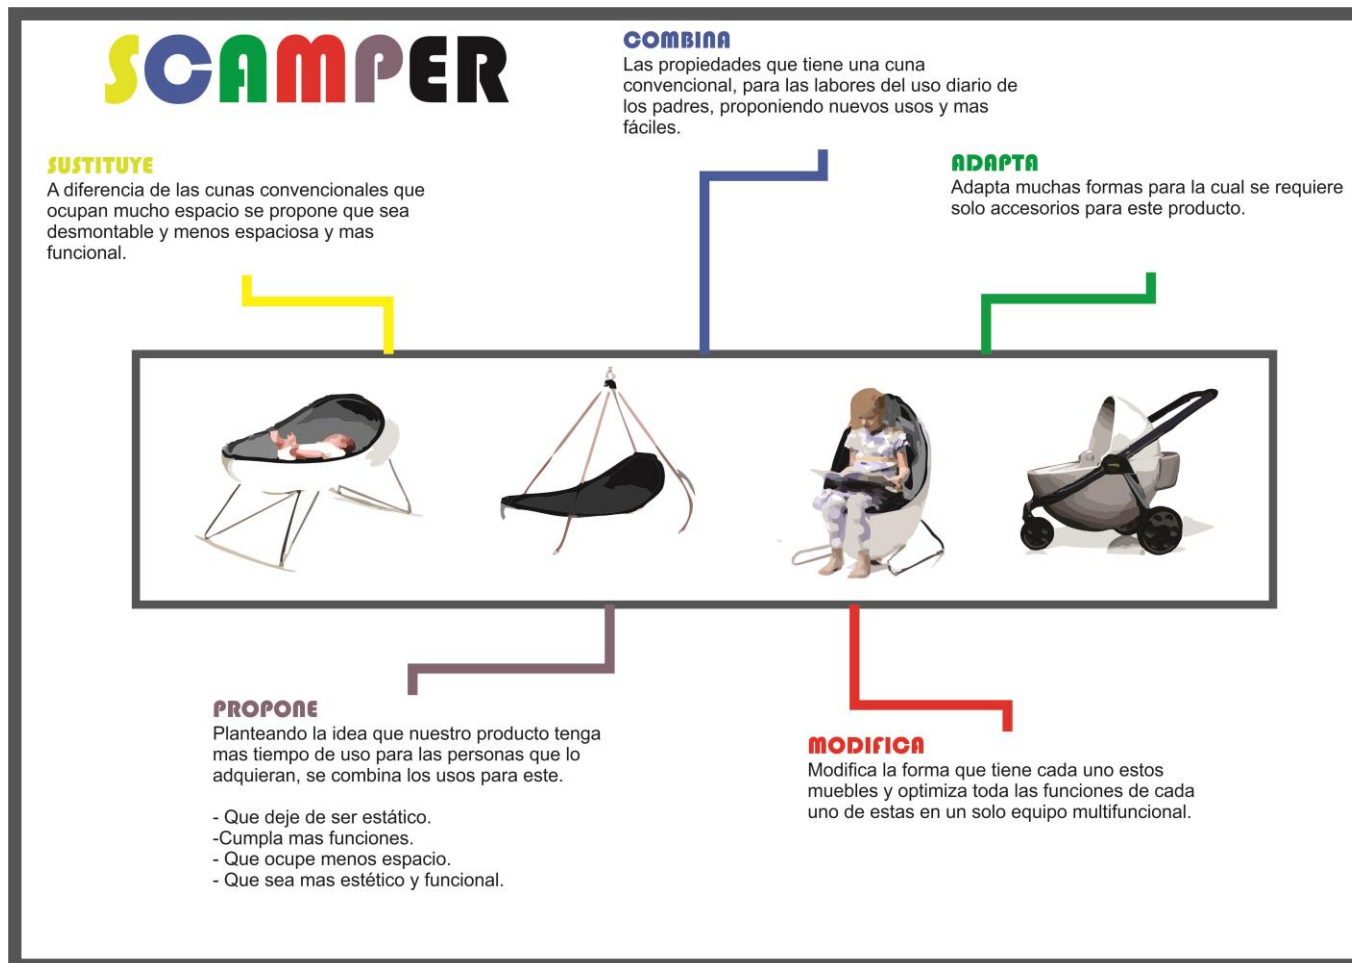 SCAMPER
SUSTITUYE
A diferencia de las cunas convencionales que
ocupan mucho espacio se propone que sea
desmontable y menos espaciosa y mas
funcional.
COMBINA
Las propiedades que tiene una cuna
convencional, para las labores del uso diario de
los padres, proponiendo nuevos usos y mas
fáciles.
ADAPTA
Adapta muchas formas para la cual se requiere
solo accesorios para este producto.
PROPONE
Planteando la idea que nuestro producto tenga
mas tiempo de uso para las personas que lo
adquieran, se combina los usos para este.
- Que deje de ser estático.
-Cumpla mas funciones.
- Que ocupe menos espacio.
- Que sea mas estético y funcional.
MODIFICA
Modifica la forma que tiene cada uno estos
muebles y optimiza toda las funciones de cada
uno de estas en un solo equipo multifuncional.